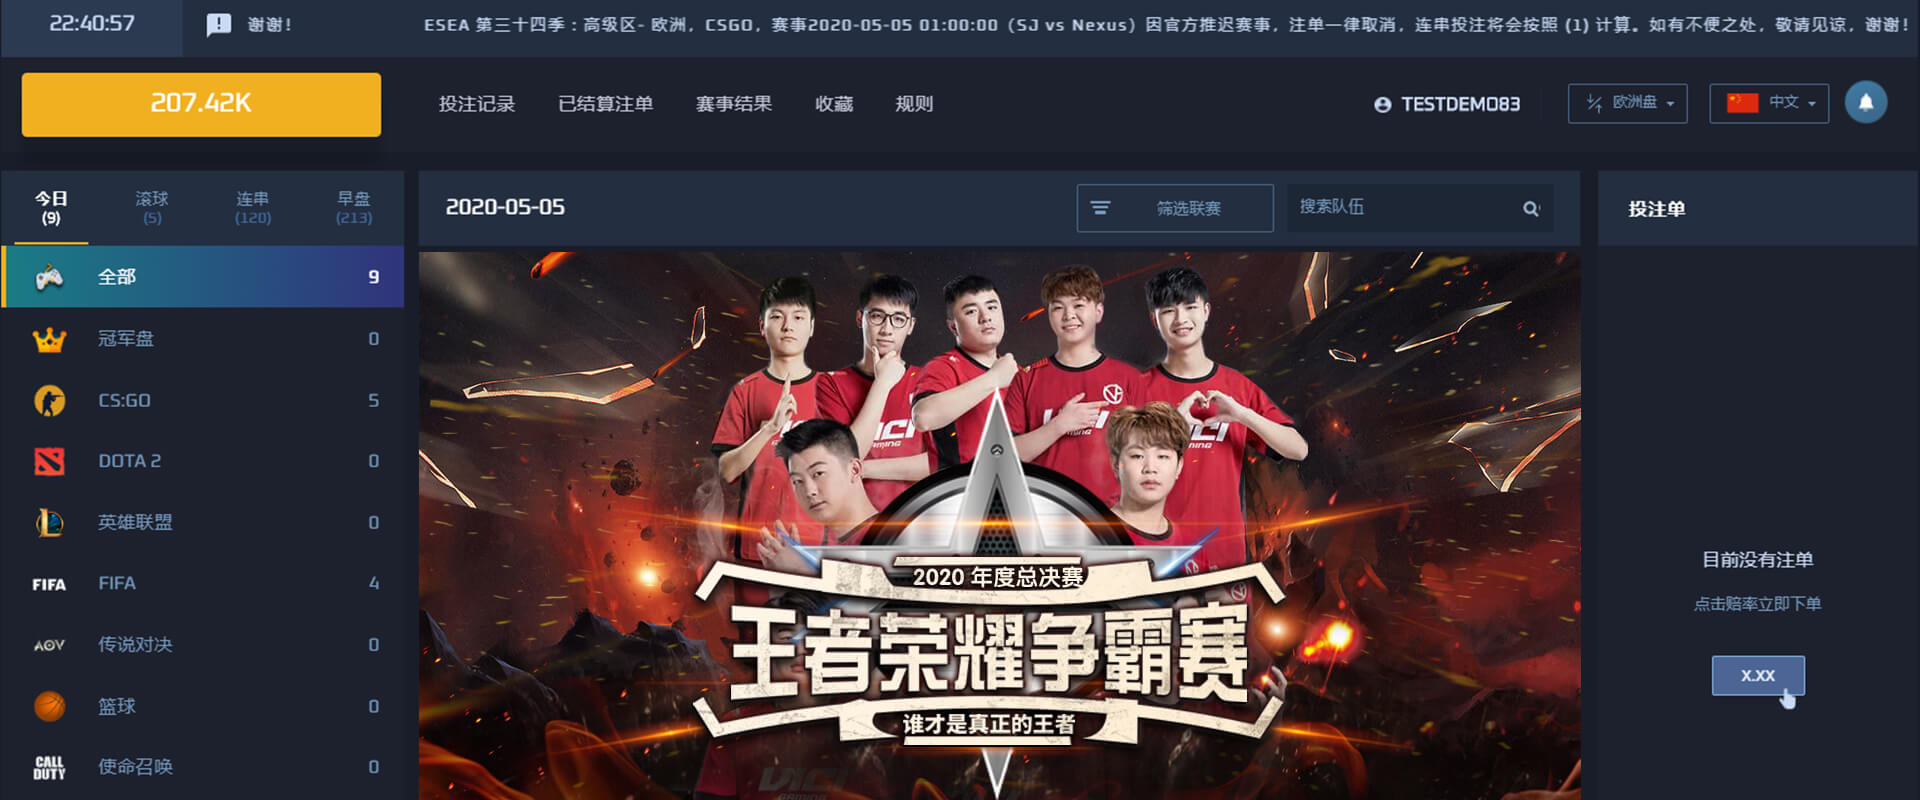 22:40:57
谢谢！
ESEA 第三十四季：高级区- 欧洲，CSGO，赛事2020-05-05 01:00:00（SJ vs Nexus）因官方推迟赛事，注单一律取消，连串投注将会按照 (1) 计算。如有不便之处，敬请见谅，谢谢！
207.42K
投注记录
已结算注单
赛事结果
收藏
规则
TESTDEMO83
欧洲盘
中文
今日
(9)
滚球
(5)
连串
(120)
早盘
(213)
2020-05-05
筛选联赛
搜索队伍
投注单
全部
9
冠军盘
0
CS:GO
5
DOTA 2
0
英雄联盟
0
FIFA
FIFA
4
AOV
传说对决
0
篮球
0
CALL
DUTY
使命召唤
0
2020 年度总决赛
王者荣耀争霸赛
谁才是真正的王者
VICI
GAMING
目前没有注单
点击赔率立即下单
X.XX